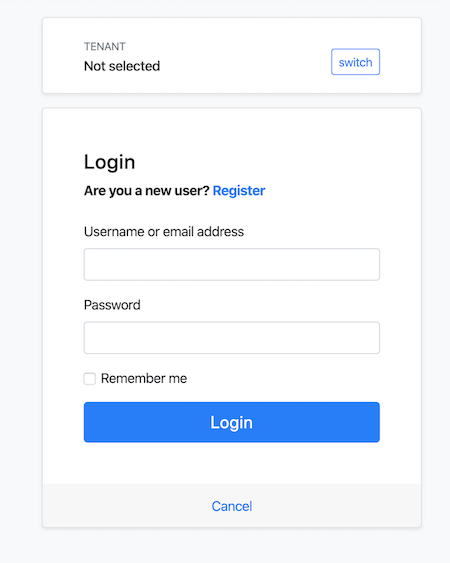 TENANT
Not selected
switch
Login
Are you a new user? Register
Username or email address
Password
Remember me
Login
Cancel